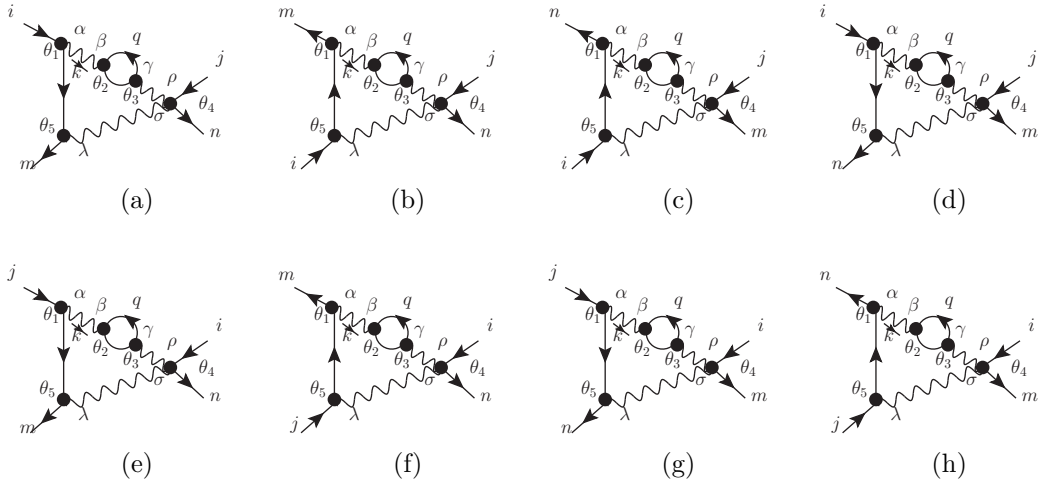 i α β q j
θ₁ k θ₂ γ θ₃ ρ θ₄
θ₅ σ n
m λ
(a)
m α β q j
θ₁ k θ₂ γ θ₃ ρ θ₄
θ₅ σ n
i λ
(b)
n α β q j
θ₁ k θ₂ γ θ₃ ρ θ₄
θ₅ σ m
i λ
(c)
i α β q j
θ₁ k θ₂ γ θ₃ ρ θ₄
θ₅ σ m
n λ
(d)
j α β q i
θ₁ k θ₂ γ θ₃ ρ θ₄
θ₅ σ n
m λ
(e)
m α β q i
θ₁ k θ₂ γ θ₃ ρ θ₄
θ₅ σ n
j λ
(f)
j α β q i
θ₁ k θ₂ γ θ₃ ρ θ₄
θ₅ σ m
n λ
(g)
n α β q i
θ₁ k θ₂ γ θ₃ ρ θ₄
θ₅ σ m
j λ
(h)